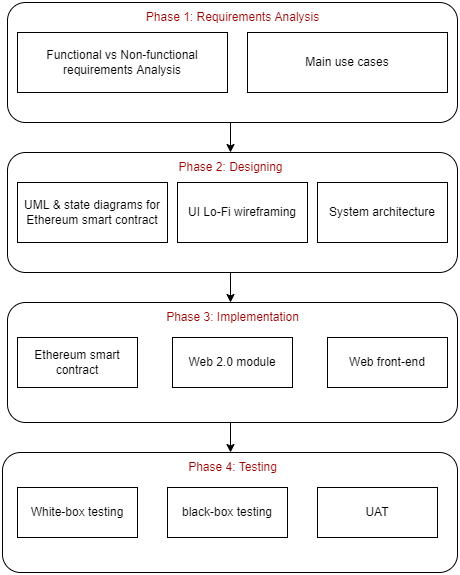 Phase 1: Requirements Analysis
Functional vs Non-functional
requirements Analysis
Main use cases
Phase 2: Designing
UML & state diagrams for
Ethereum smart contract
UI Lo-Fi wireframing
System architecture
Phase 3: Implementation
Ethereum smart
contract
Web 2.0 module
Web front-end
Phase 4: Testing
White-box testing
black-box testing
UAT